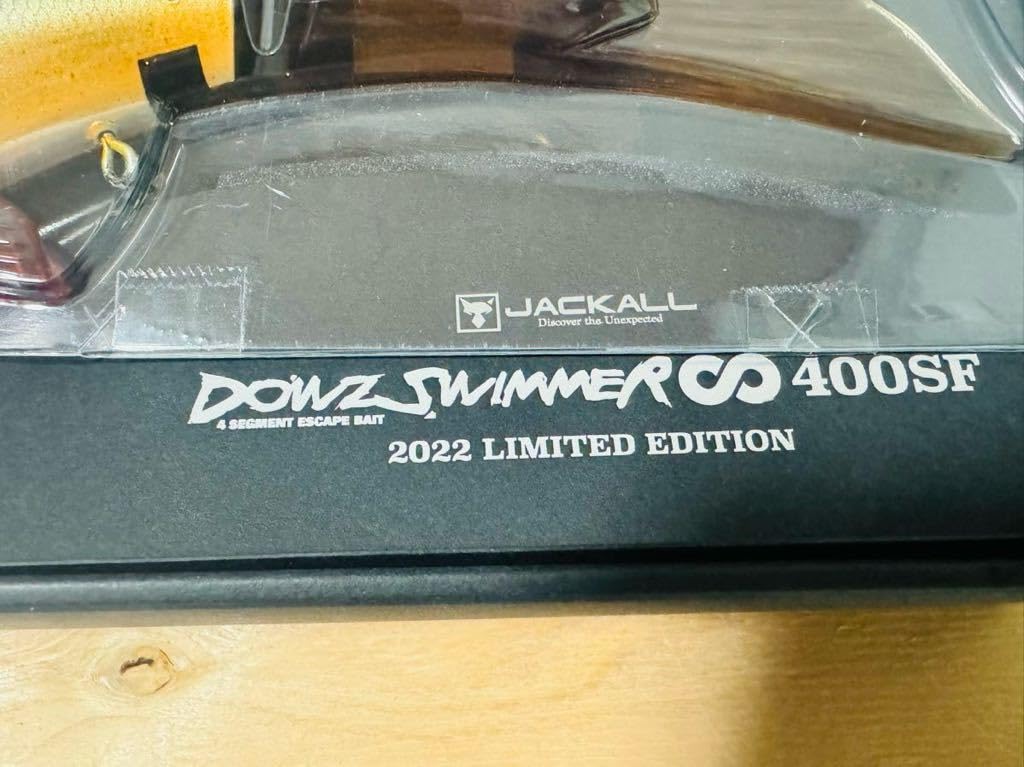 JACKALL
Discover the Unexpected
DOWZ SWIMMER ∞ 400SF
4 SEGMENT ESCAPE BAIT
2022 LIMITED EDITION